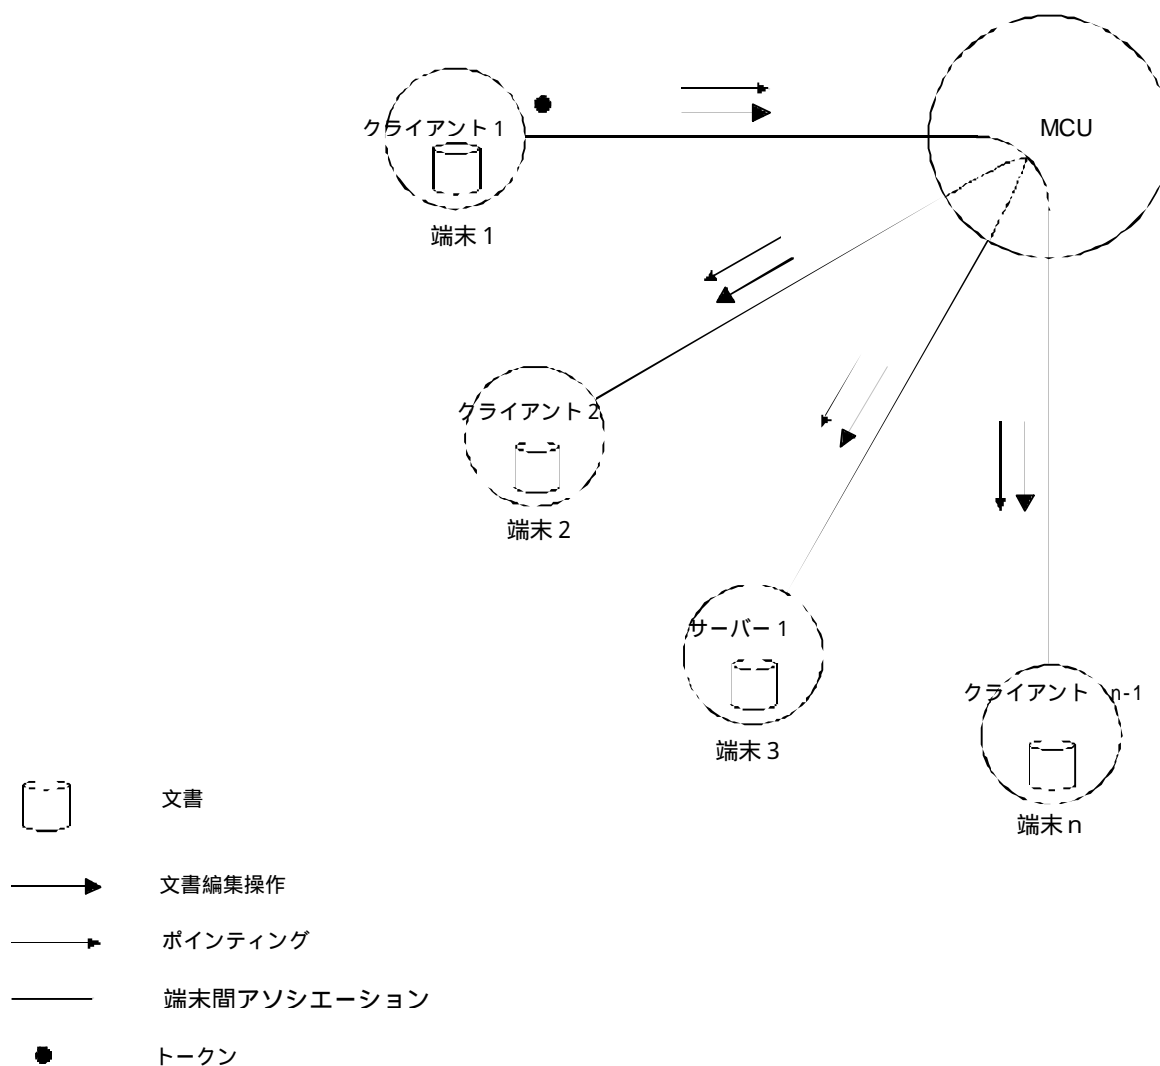 MCU
クライアント 1
端末 1
クライアント 2
端末 2
サーバー 1
端末 3
クライアント n-1
端末 n
文書
文書編集操作
ポインティング
端末間アソシエーション
トークン